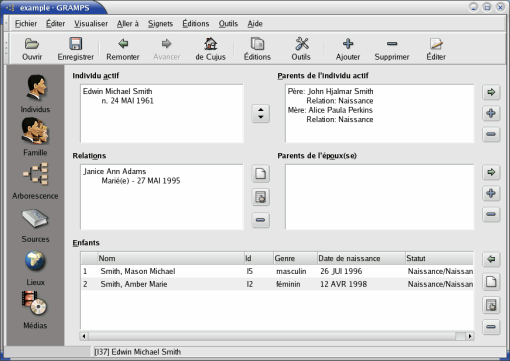 example - GRAMPS
Fichier Éditer Visualiser Aller à Signets Éditions Outils Aide
Ouvrir Enregistrer Remonter Avancer de Cujus Éditions Outils Ajouter Supprimer Éditer
Individus
Famille
Arborescence
Sources
Lieux
Médias
Individu actif
Edwin Michael Smith
n. 24 MAI 1961
Parents de l'individu actif
Père: John Hjalmar Smith
Relation: Naissance
Mère: Alice Paula Perkins
Relation: Naissance
Relations
Janice Ann Adams
Marié(e) - 27 MAI 1995
Parents de l'époux(se)
Enfants
Nom Id Genre Date de naissance Statut
1 Smith, Mason Michael I5 masculin 26 JUI 1996 Naissance/Naissan
2 Smith, Amber Marie I2 féminin 12 AVR 1998 Naissance/Naissan
[I37] Edwin Michael Smith